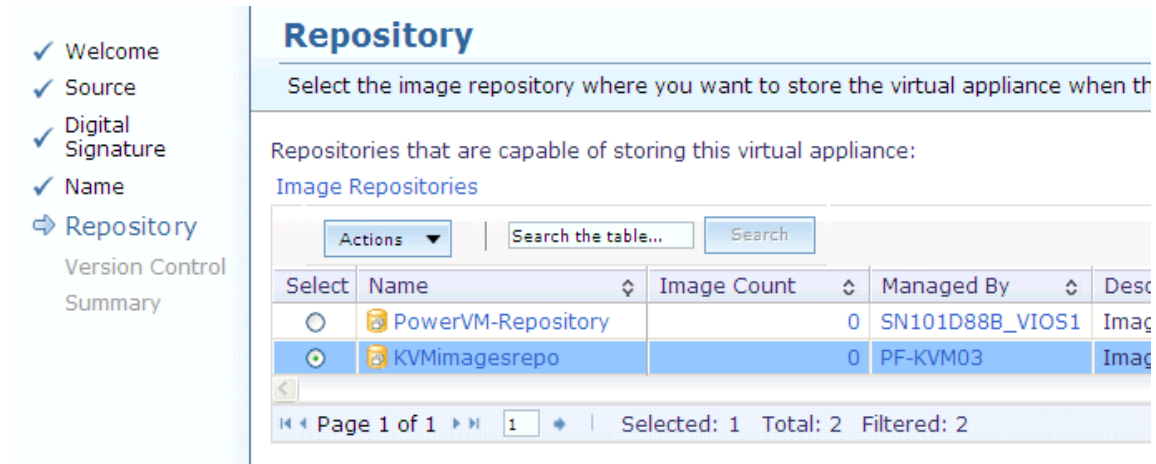 Welcome
Source
Digital
Signature
Name
Repository
Version Control
Summary
Repository
Select the image repository where you want to store the virtual appliance when th
Repositories that are capable of storing this virtual appliance:
Image Repositories
Actions Search the table... Search
Select Name Image Count Managed By Desc
PowerVM-Repository 0 SN101D88B_VIOS1 Imag
KVMimagesrepo 0 PF-KVM03 Imag
Page 1 of 1 1 Selected: 1 Total: 2 Filtered: 2